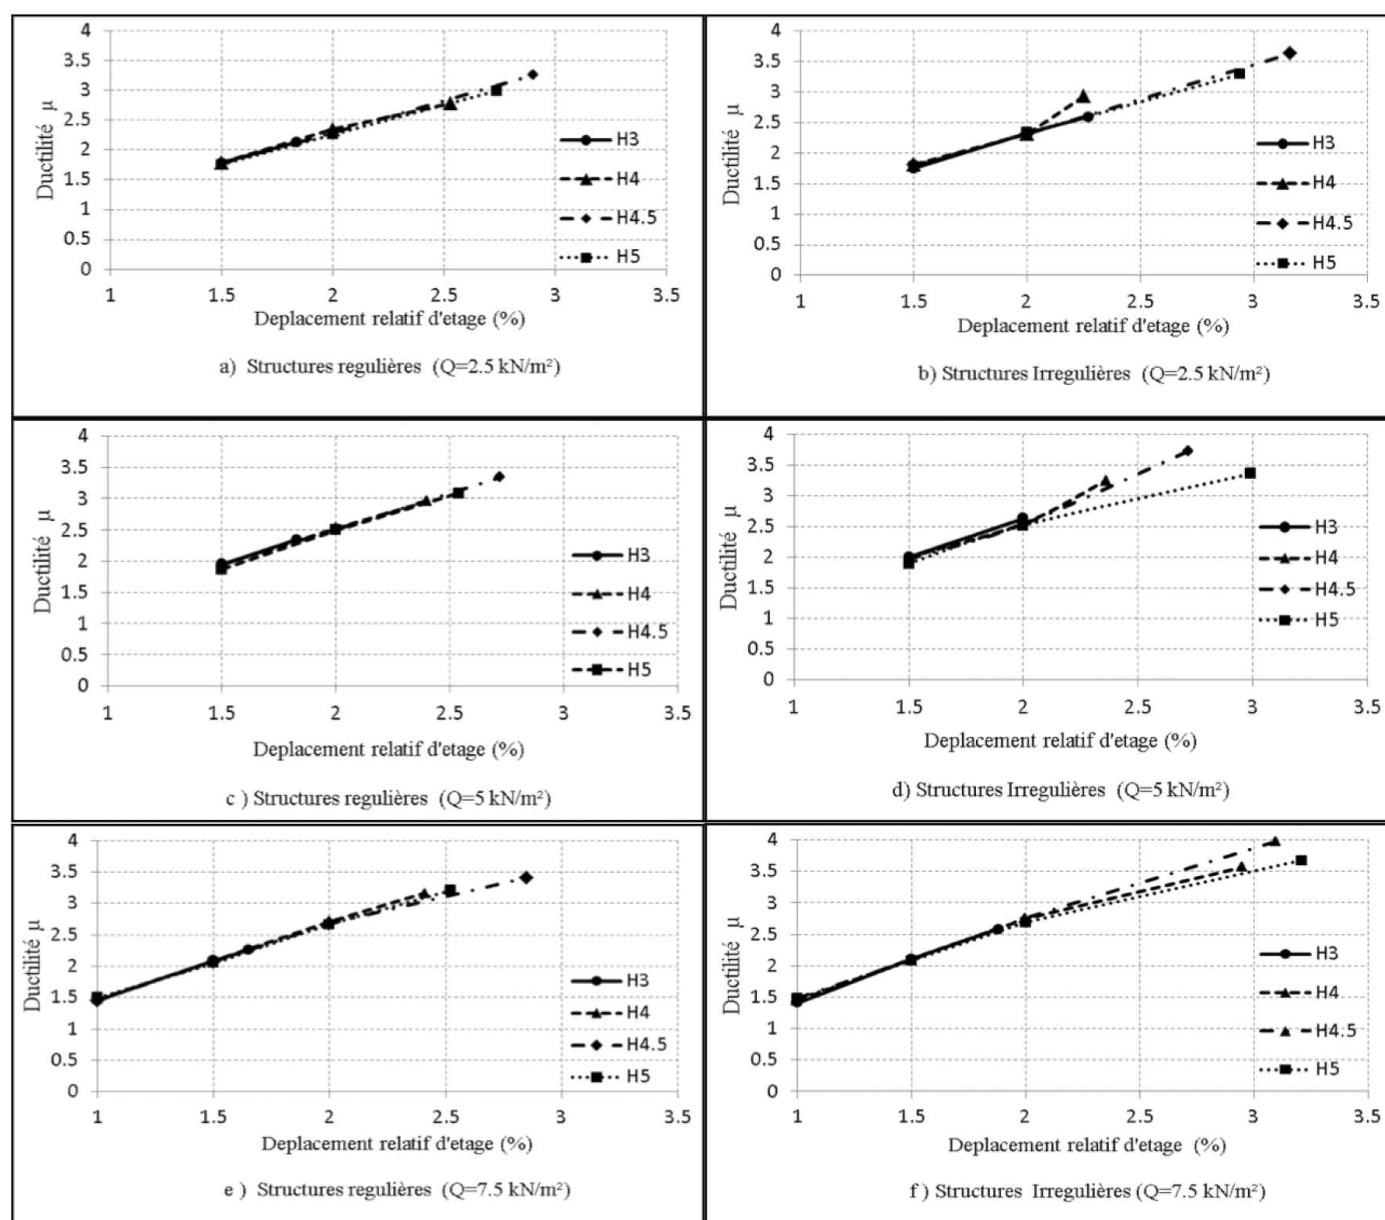 4
3.5
3
2.5
2
1.5
1
0.5
0
Ductilité μ
H3
H4
H4.5
H5
1 1.5 2 2.5 3 3.5
Deplacement relatif d'etage (%)
a) Structures regulières (Q=2.5 kN/m²)
4
3.5
3
2.5
2
1.5
1
0.5
0
Ductilité μ
H3
H4
H4.5
H5
1 1.5 2 2.5 3 3.5
Deplacement relatif d'etage (%)
b) Structures Irregulières (Q=2.5 kN/m²)
4
3.5
3
2.5
2
1.5
1
0.5
0
Ductilité μ
H3
H4
H4.5
H5
1 1.5 2 2.5 3 3.5
Deplacement relatif d'etage (%)
c ) Structures regulières (Q=5 kN/m²)
4
3.5
3
2.5
2
1.5
1
0.5
0
Ductilité μ
H3
H4
H4.5
H5
1 1.5 2 2.5 3 3.5
Deplacement relatif d'etage (%)
d) Structures Irregulières (Q=5 kN/m²)
4
3.5
3
2.5
2
1.5
1
0.5
0
Ductilité μ
H3
H4
H4.5
H5
1 1.5 2 2.5 3 3.5
Deplacement relatif d'etage (%)
e ) Structures regulières (Q=7.5 kN/m²)
4
3.5
3
2.5
2
1.5
1
0.5
0
Ductilité μ
H3
H4
H4.5
H5
1 1.5 2 2.5 3 3.5
Deplacement relatif d'etage (%)
f ) Structures Irregulières (Q=7.5 kN/m²)